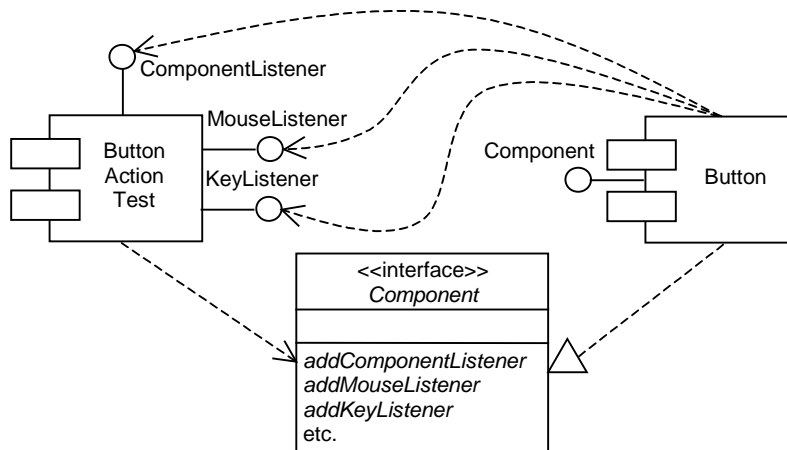 ComponentListener
MouseListener
Button
Action
Test
KeyListener
Component
Button
<<interface>>
Component
addComponentListener
addMouseListener
addKeyListener
etc.